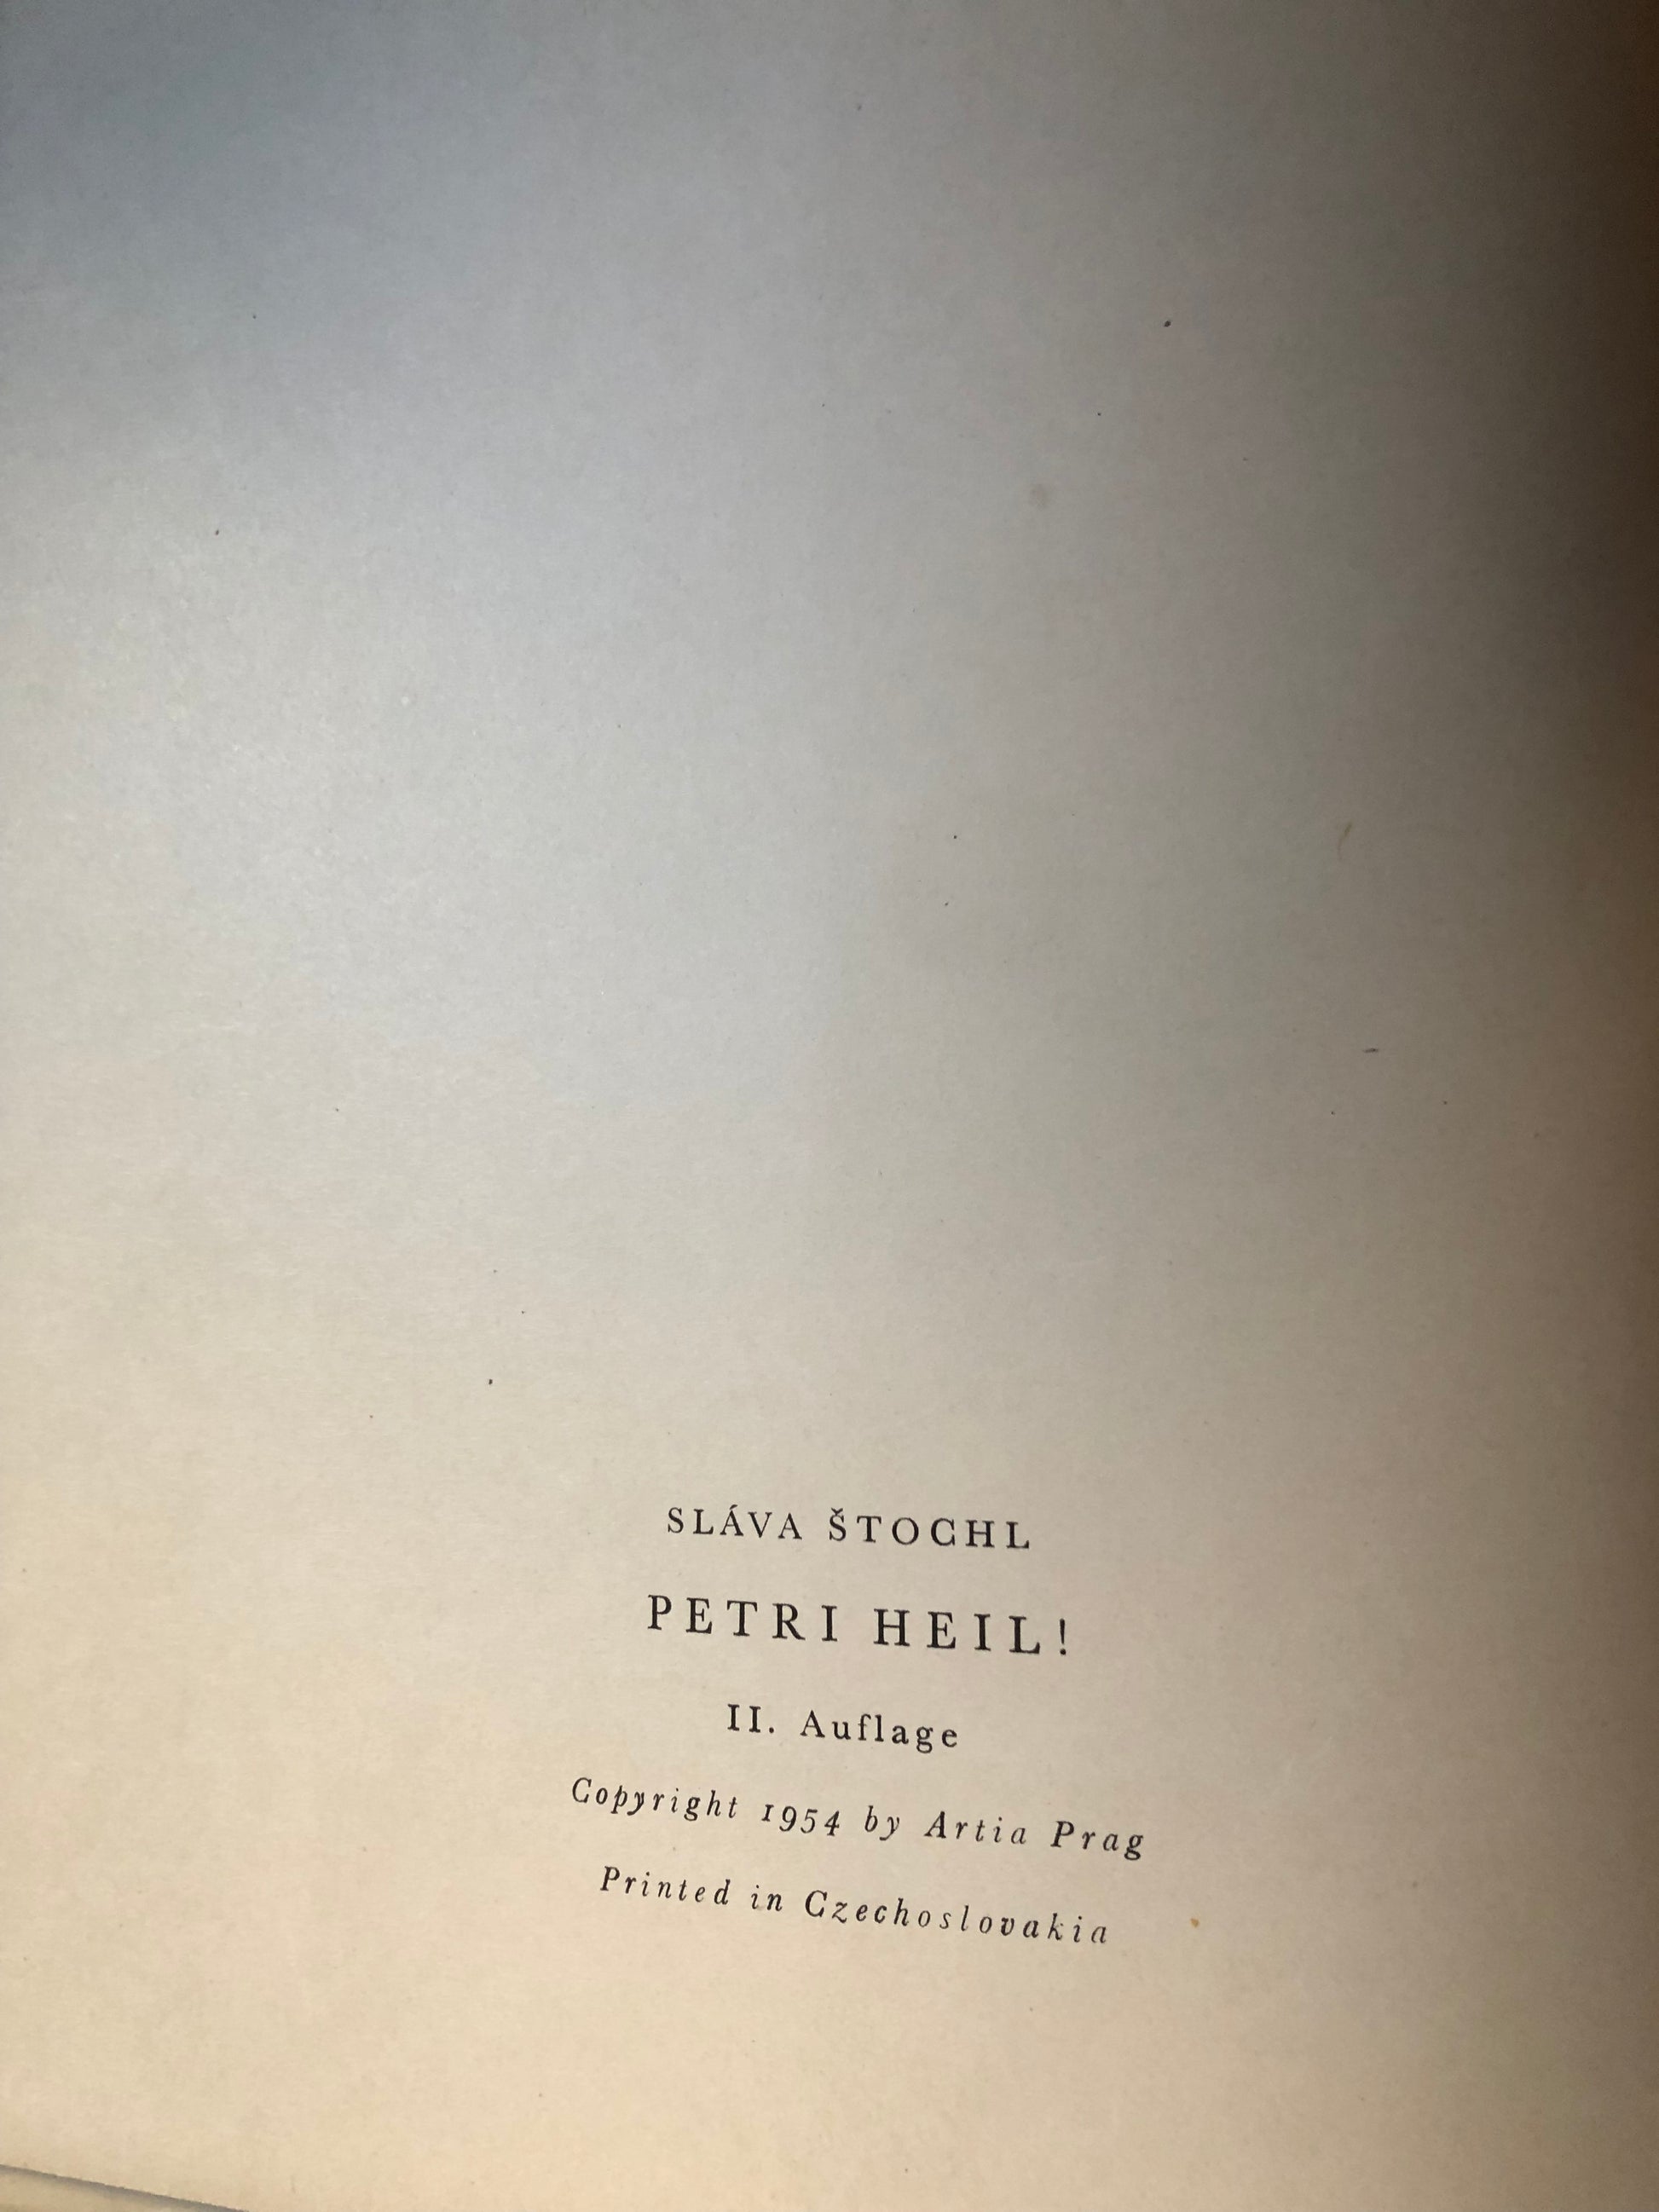 SLÁVA ŠTOCHL
PETRI HEIL!
II. Auflage
Copyright 1954 by Artia Prag
Printed in Czechoslovakia